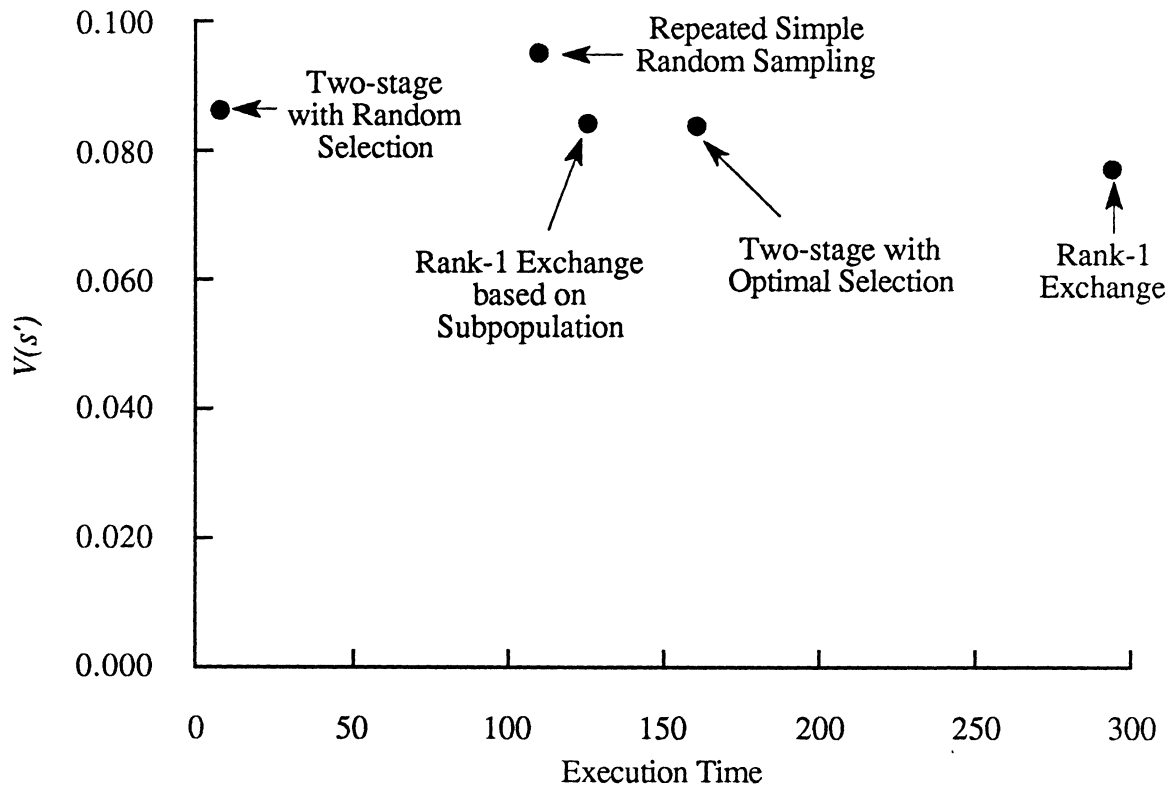 0.100
0.080
0.060
0.040
0.020
0.000
V(s′)
Two-stage
with Random
Selection
Repeated Simple
Random Sampling
Rank-1 Exchange
based on
Subpopulation
Two-stage with
Optimal Selection
Rank-1
Exchange
0 50 100 150 200 250 300
Execution Time